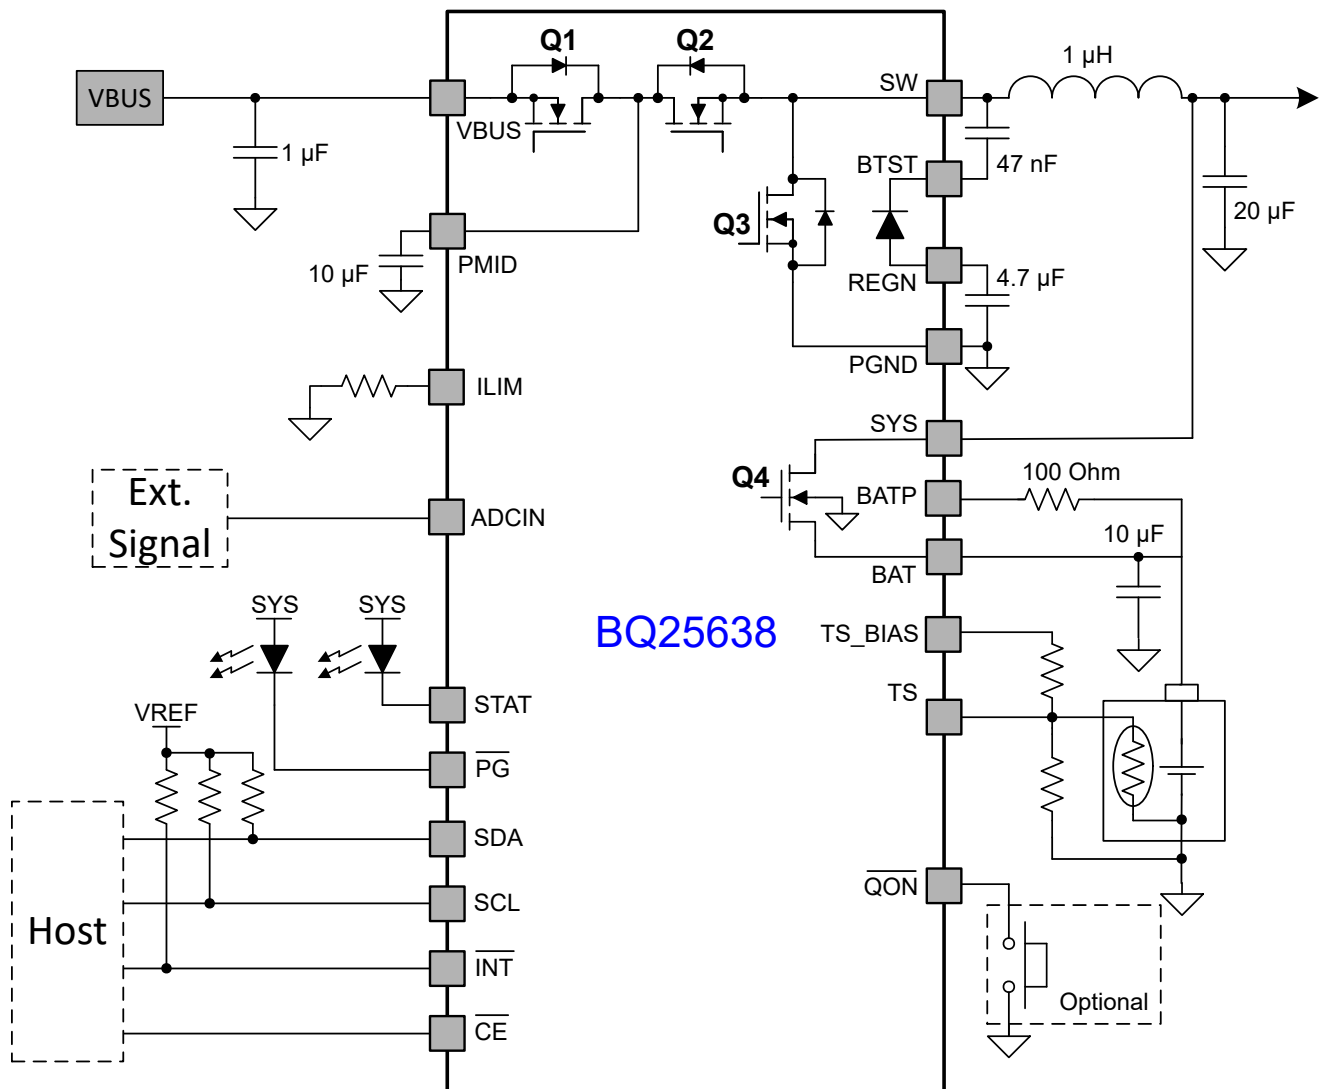 Q1
Q2
1 µH
VBUS
SW
VBUS
1 µF
BTST
47 nF
Q3
20 µF
PMID
10 µF
REGN
4.7 µF
PGND
ILIM
SYS
Q4
100 Ohm
BATP
Ext.
Signal
ADCIN
10 µF
BAT
SYS
SYS
BQ25638
TS_BIAS
TS
STAT
VREF
PG
SDA
QON
SCL
Host
INT
Optional
CE